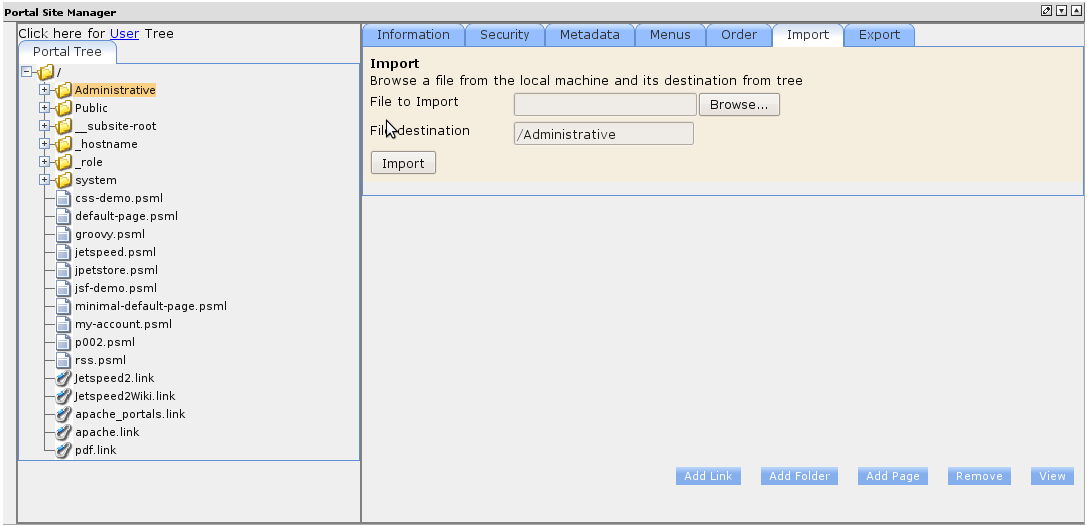 Portal Site Manager
Click here for User Tree
Portal Tree
/
Administrative
Public
__subsite-root
_hostname
_role
system
css-demo.psml
default-page.psml
groovy.psml
jetspeed.psml
jpetstore.psml
jsf-demo.psml
minimal-default-page.psml
my-account.psml
p002.psml
rss.psml
Jetspeed2.link
Jetspeed2Wiki.link
apache_portals.link
apache.link
pdf.link
Information Security Metadata Menus Order Import Export
Import
Browse a file from the local machine and its destination from tree
File to Import Browse...
File destination /Administrative
Import
Add Link Add Folder Add Page Remove View